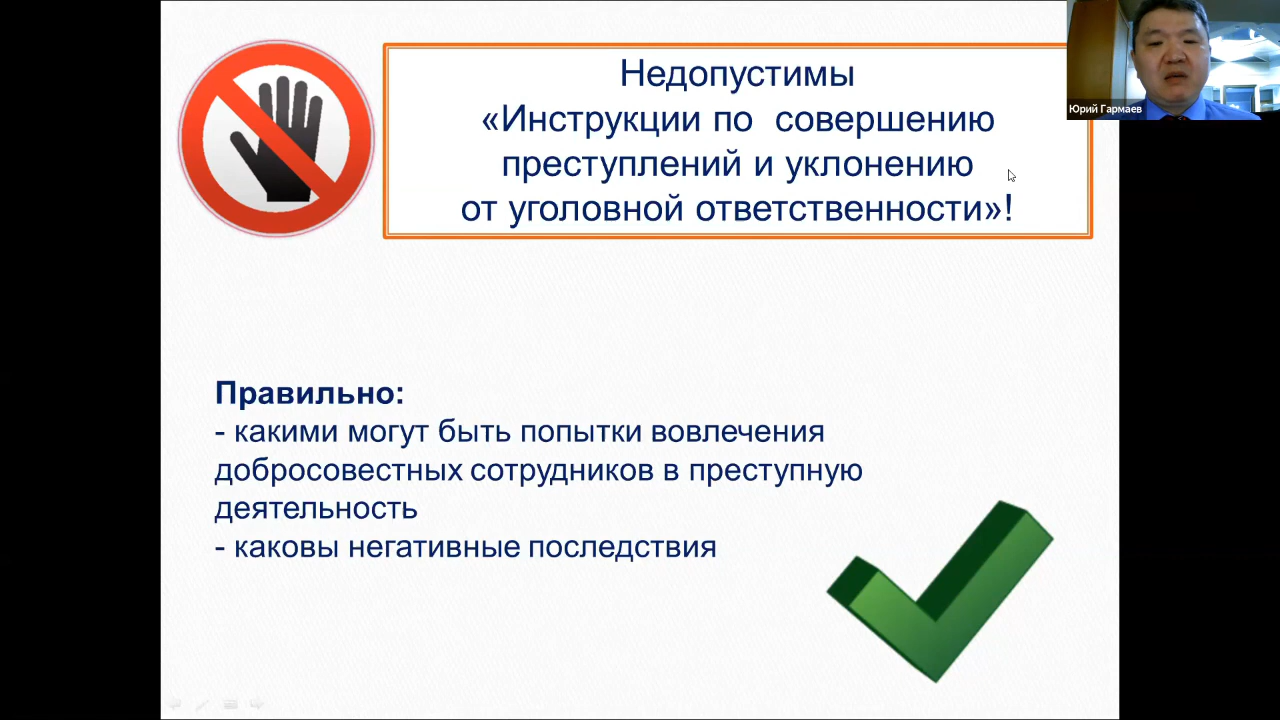 Недопустимы
«Инструкции по совершению
преступлений и уклонению
от уголовной ответственности»!
Юрий Гармаев
Правильно:
- какими могут быть попытки вовлечения
добросовестных сотрудников в преступную
деятельность
- каковы негативные последствия